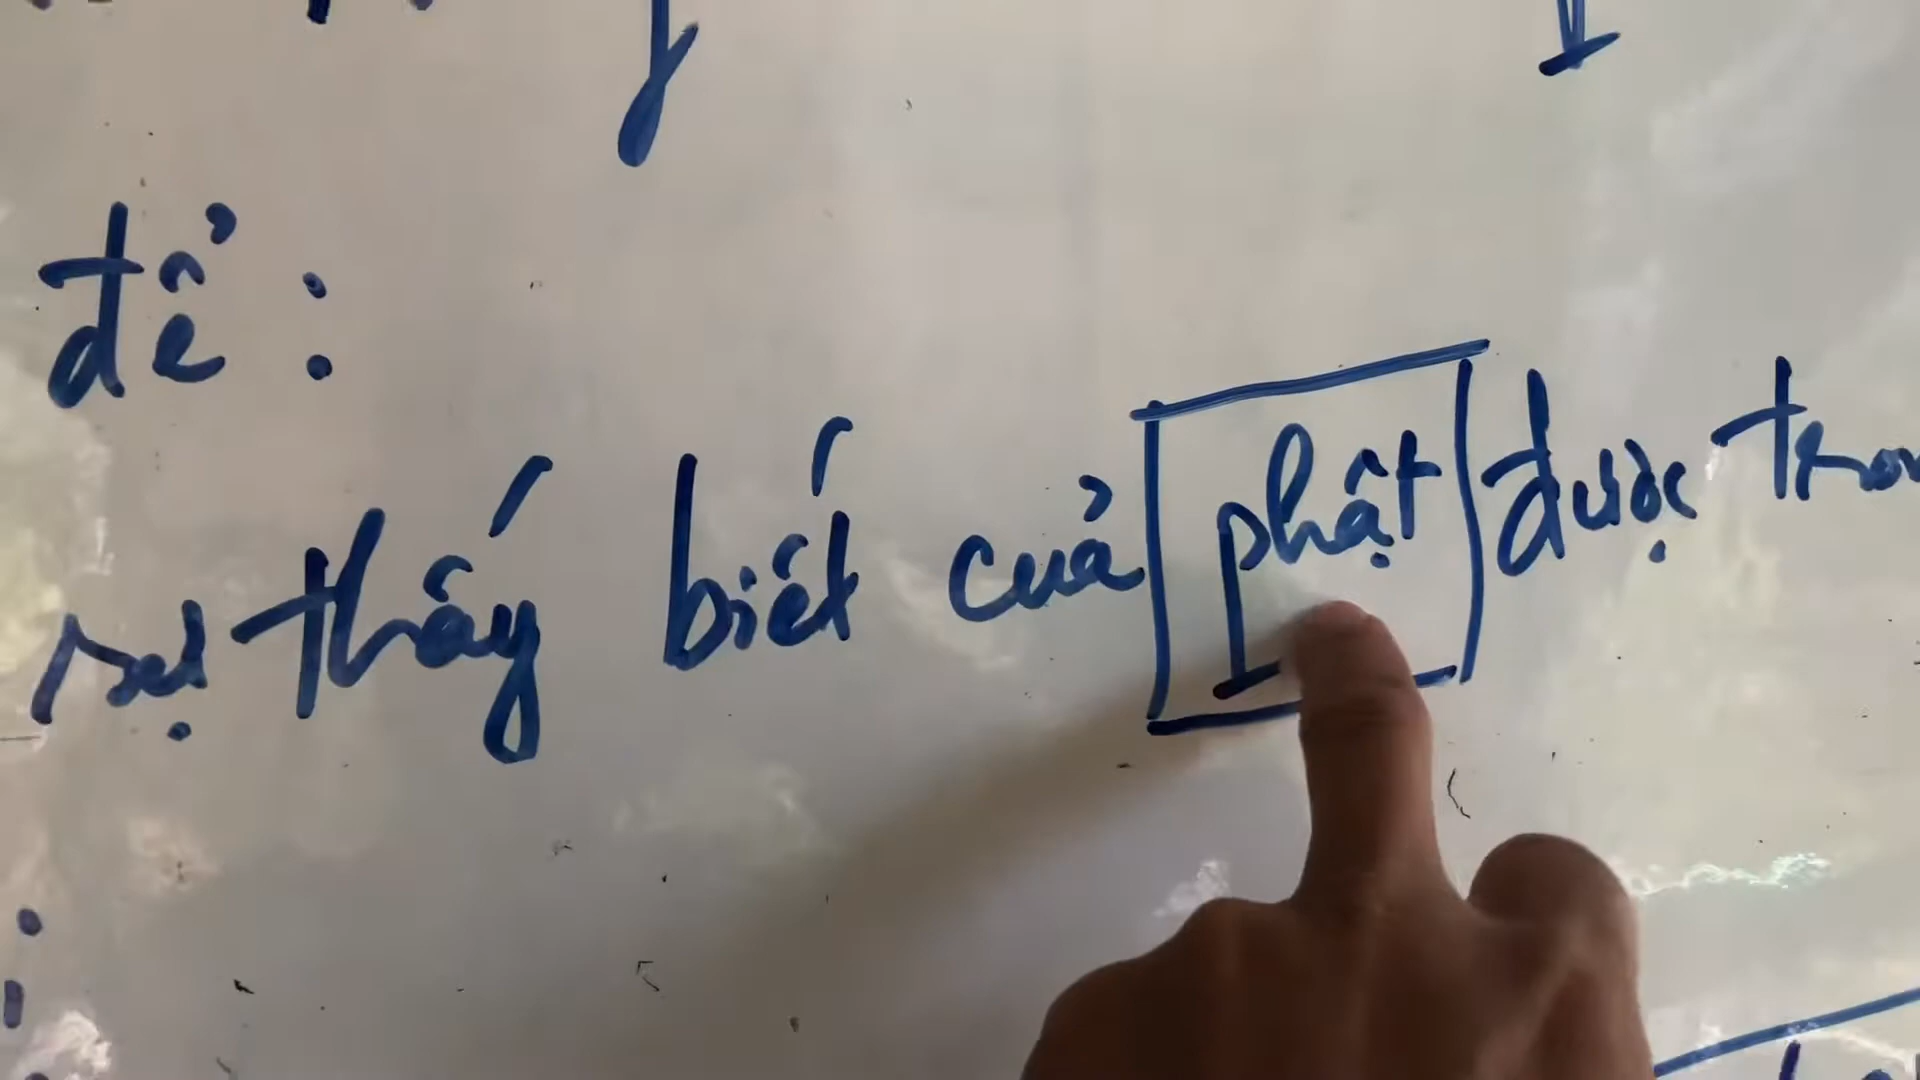 để :
sự thấy biết của phật được